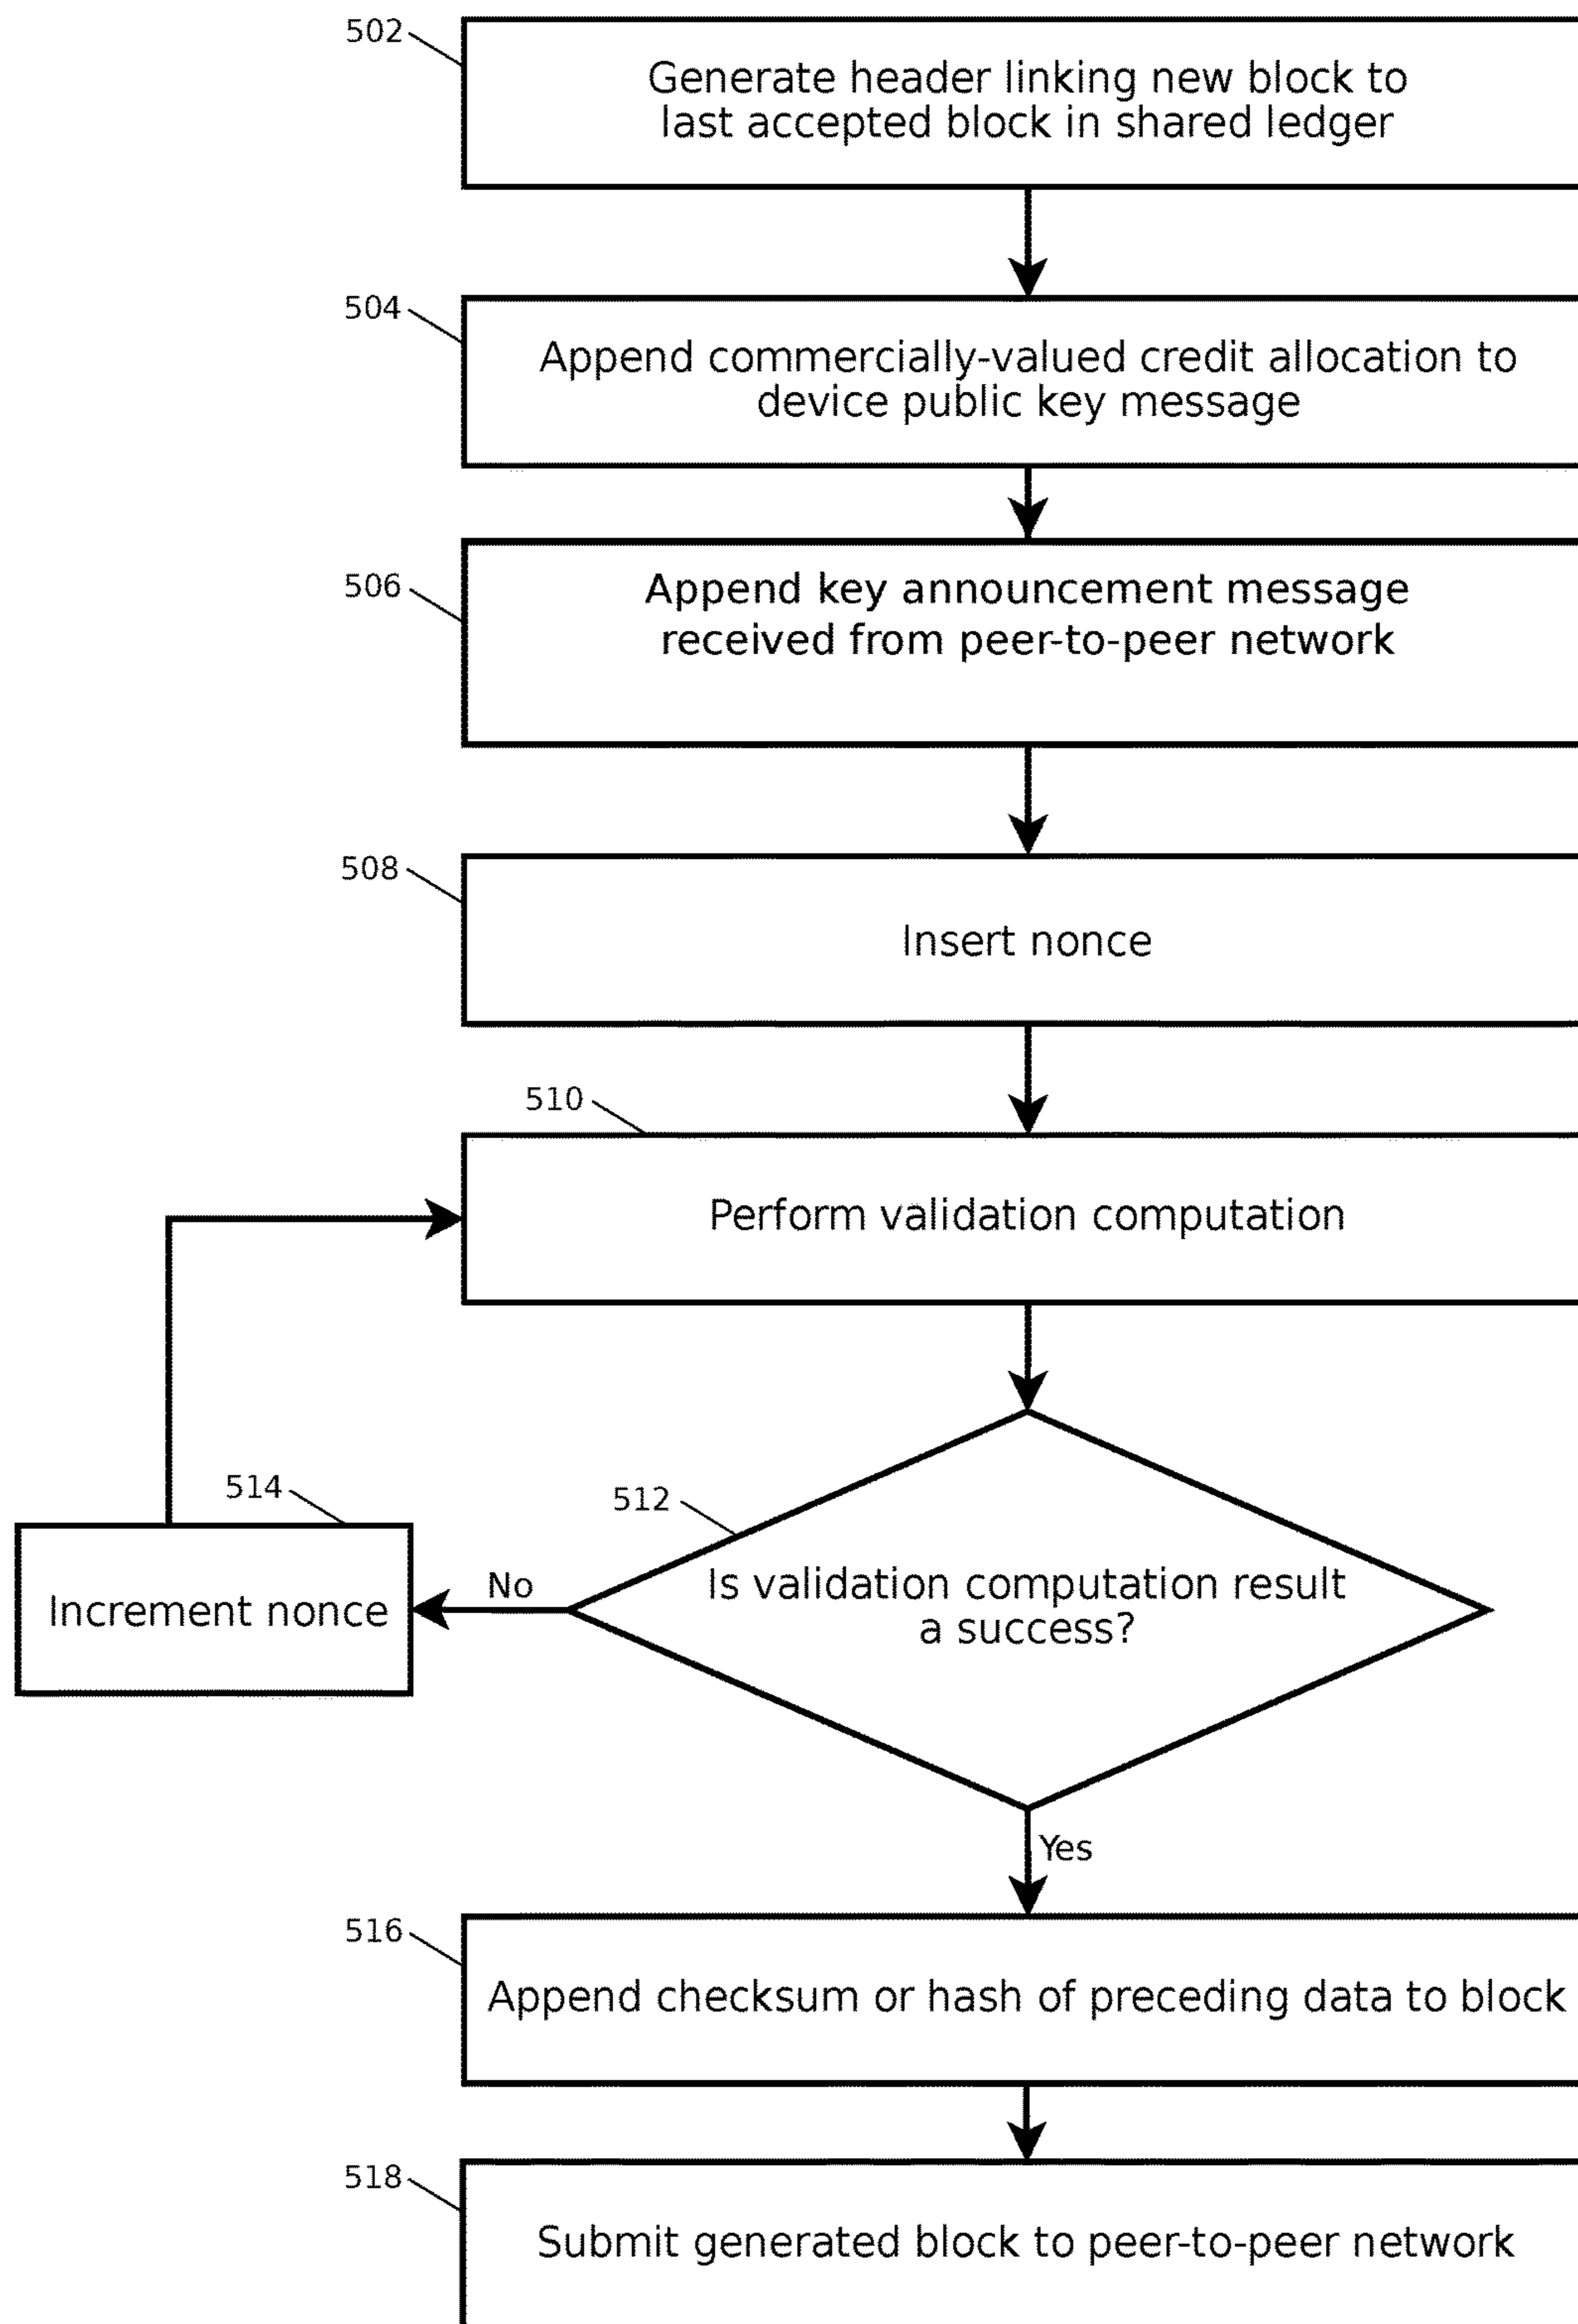 502
Generate header linking new block to
last accepted block in shared ledger
504
Append commercially-valued credit allocation to
device public key message
506
Append key announcement message
received from peer-to-peer network
508
Insert nonce
510
Perform validation computation
514
512
Is validation computation result
a success?
No
Increment nonce
Yes
516
Append checksum or hash of preceding data to block
518
Submit generated block to peer-to-peer network